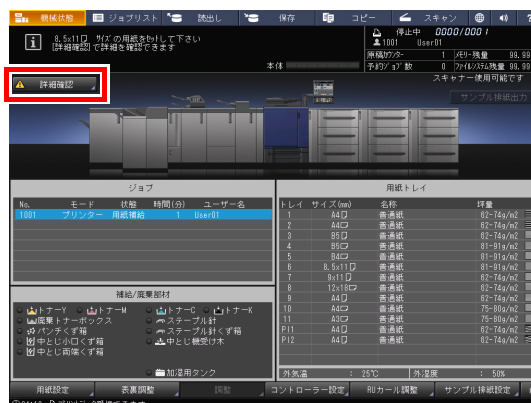 機械状態 ジョブリスト 読出し 保存 コピー スキャン
8.5x11 サイズの用紙をセットして下さい
[詳細確認]で詳細を確認できます
停止中 0000/0001
1001 User01
本体
原稿カウンター 1 メモリー残量 99.99
予約ジョブ数 0 ファイルシステム残量 99.99
スキャナー使用可能です
詳細確認
サンプル排紙出力
ジョブ
No. モード 状態 時間(分) ユーザー名
1001 プリンター 用紙補給 1 User01
用紙トレイ
トレイ サイズ(mm) 名称 坪量
1 A4 普通紙 62-74g/m2
2 A4 普通紙 62-74g/m2
3 B5 普通紙 62-74g/m2
4 B5 普通紙 81-91g/m2
5 B4 普通紙 81-91g/m2
6 8.5x11 普通紙 81-91g/m2
7 9x11 普通紙 62-74g/m2
8 12x18 普通紙 62-74g/m2
9 A4 普通紙 62-74g/m2
10 A4 普通紙 75-80g/m2
11 A3 普通紙 75-80g/m2
PI1 A4 普通紙 62-74g/m2
PI2 A4 普通紙 62-74g/m2
補給/廃棄部材
トナーY トナーM トナーC トナーK
廃棄トナーボックス ステープル針
パンチくず箱 ステープル針くず箱
中とじ小口くず箱 中とじ機受け木
中とじ両端くず箱
加湿用タンク
外気温 : 25℃ 外湿度 : 50%
用紙設定 表裏調整 調整 コントローラー設定 RUカール調整 サンプル排紙設定